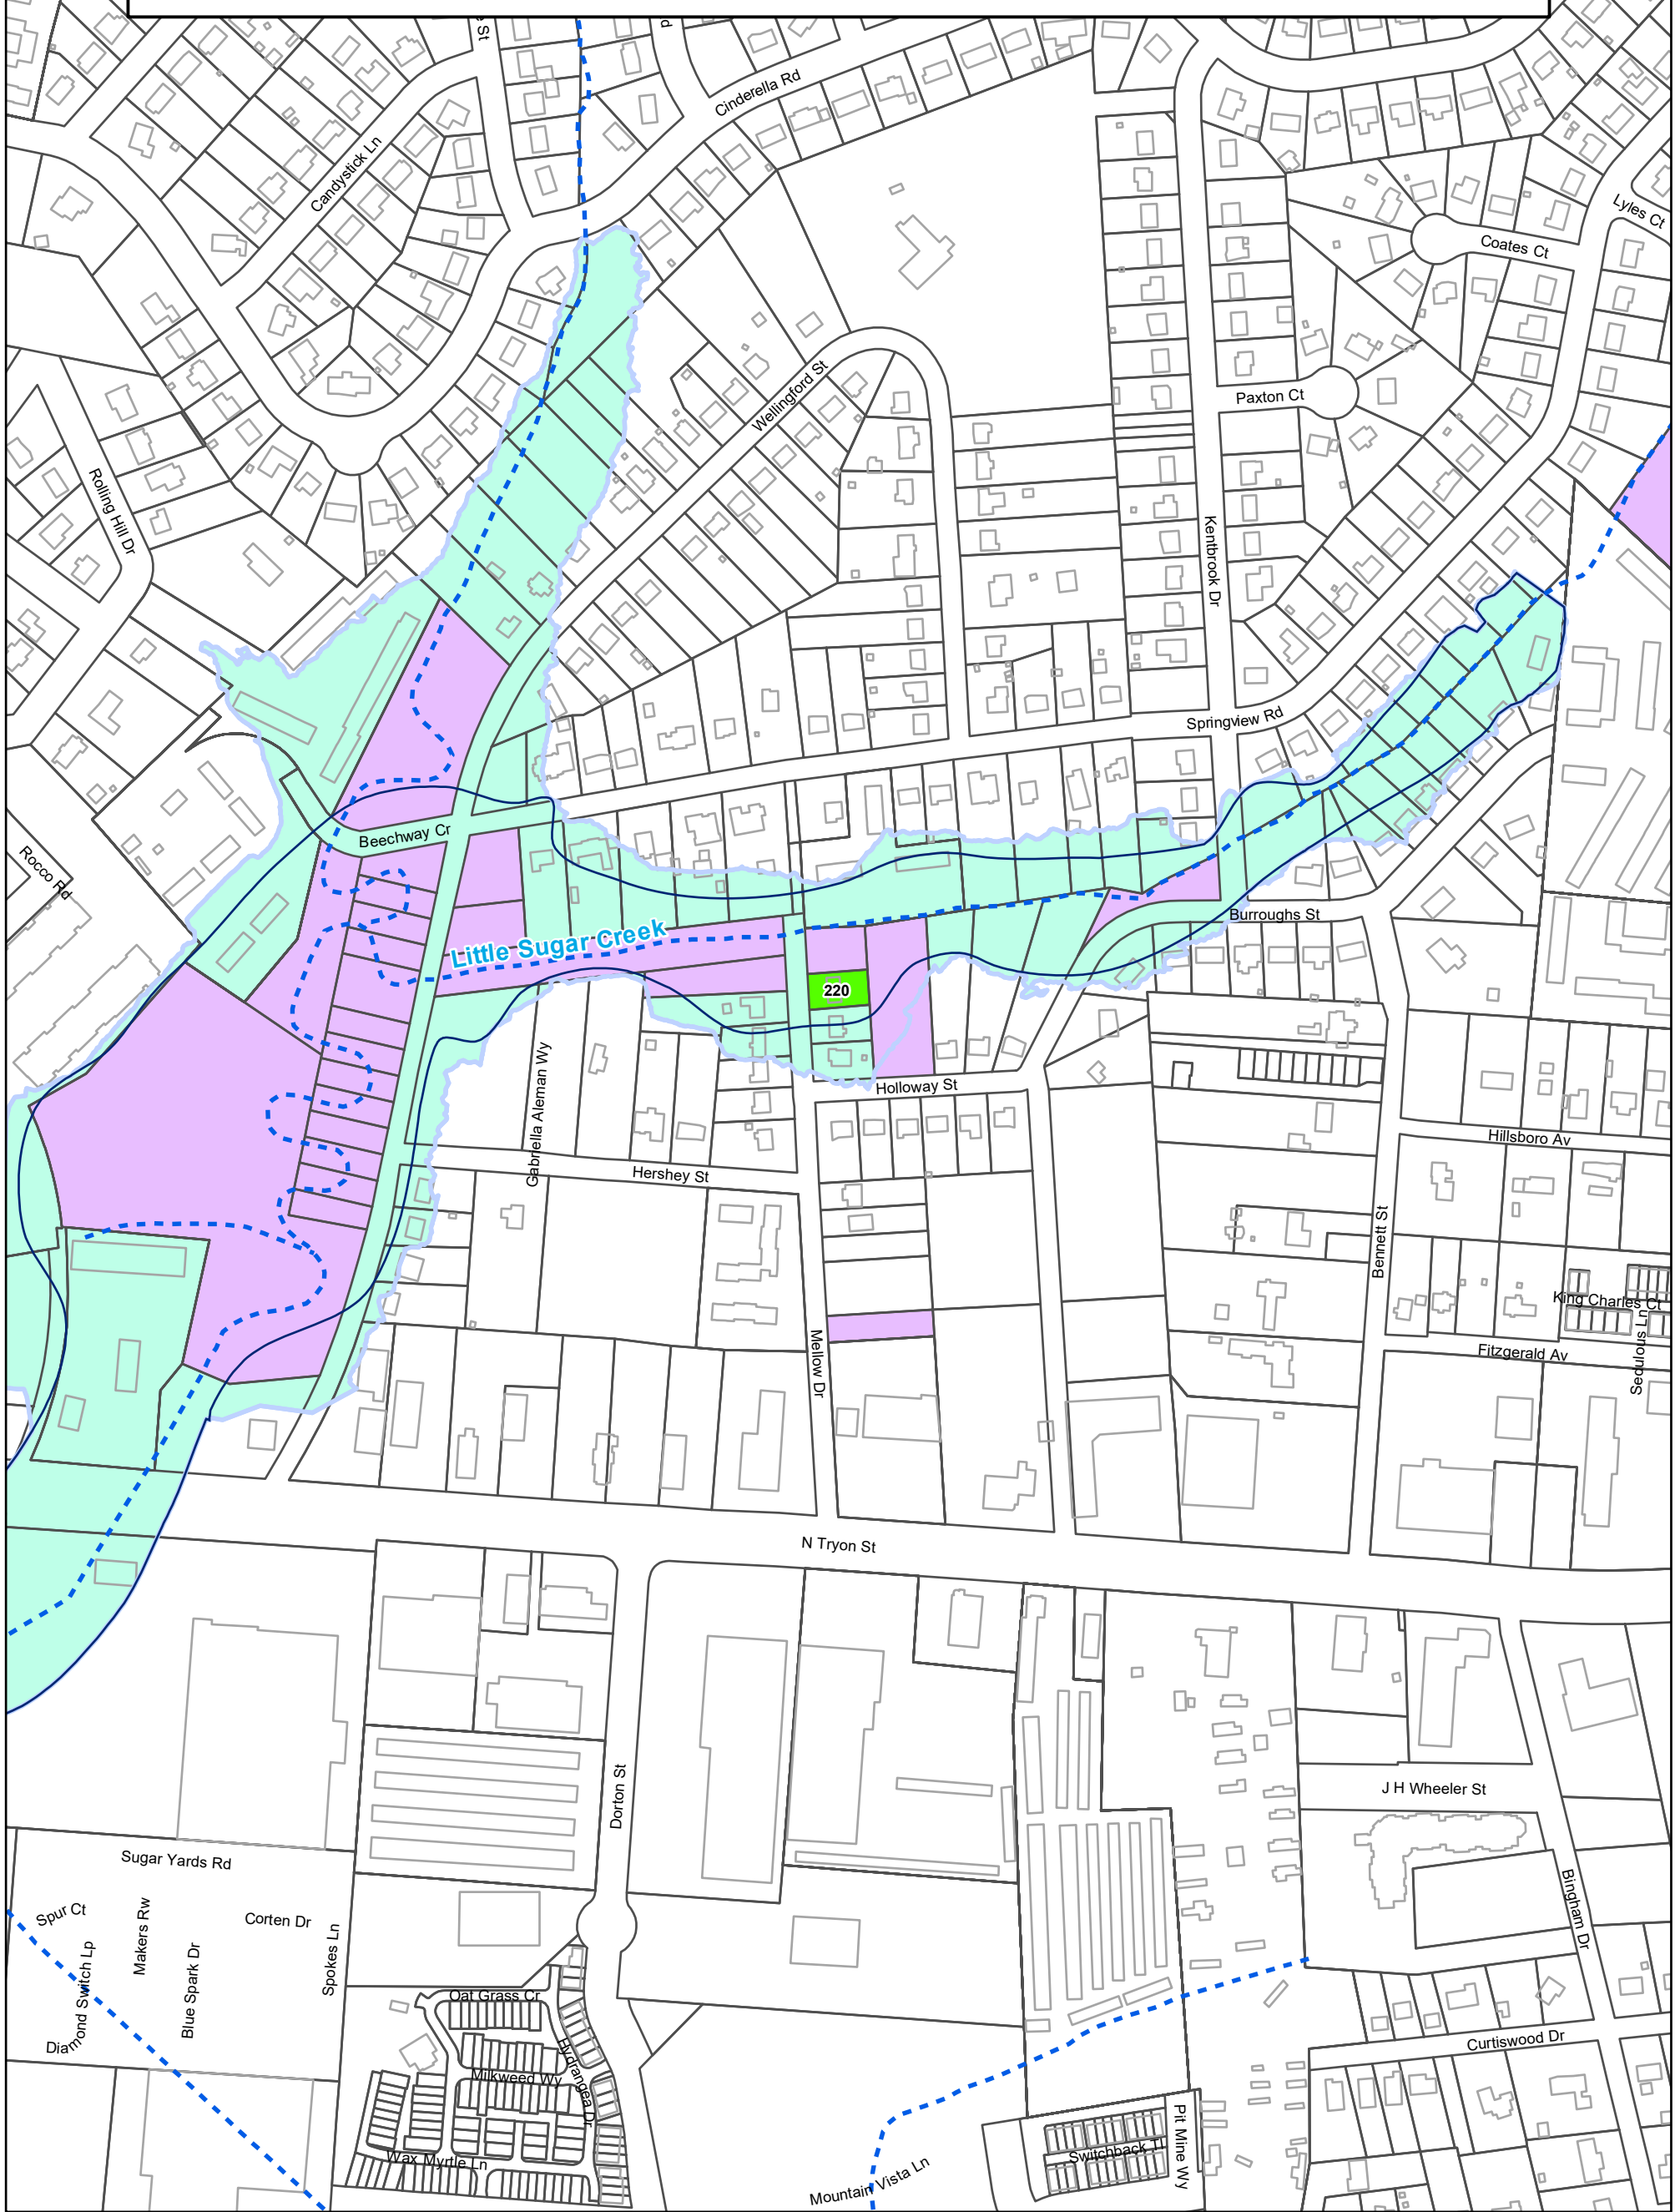 St
d
Cinderella Rd
Candystick Ln
Lyles Ct
Coates Ct
Wellingford St
Paxton Ct
Rolling Hill Dr
Kentbrook Dr
Springview Rd
Beechway Cr
Rocco Rd
Burroughs St
Little Sugar Creek
220
Gabriella Aleman Wy
Holloway St
Hillsboro Av
Hershey St
Bennett St
King Charles Ct
Sedulous Ln
Mellow Dr
Fitzgerald Av
N Tryon St
Dorton St
J H Wheeler St
Sugar Yards Rd
Spur Ct
Makers Rw
Corten Dr
Bingham Dr
Blue Spark Dr
Spokes Ln
Diamond Switch Lp
Oat Grass Cr
Hydrangea Dr
Milkweed Wy
Curtiswood Dr
Wax Myrtle Ln
Switchback Tl
Pit Mine Wy
Mountain Vista Ln